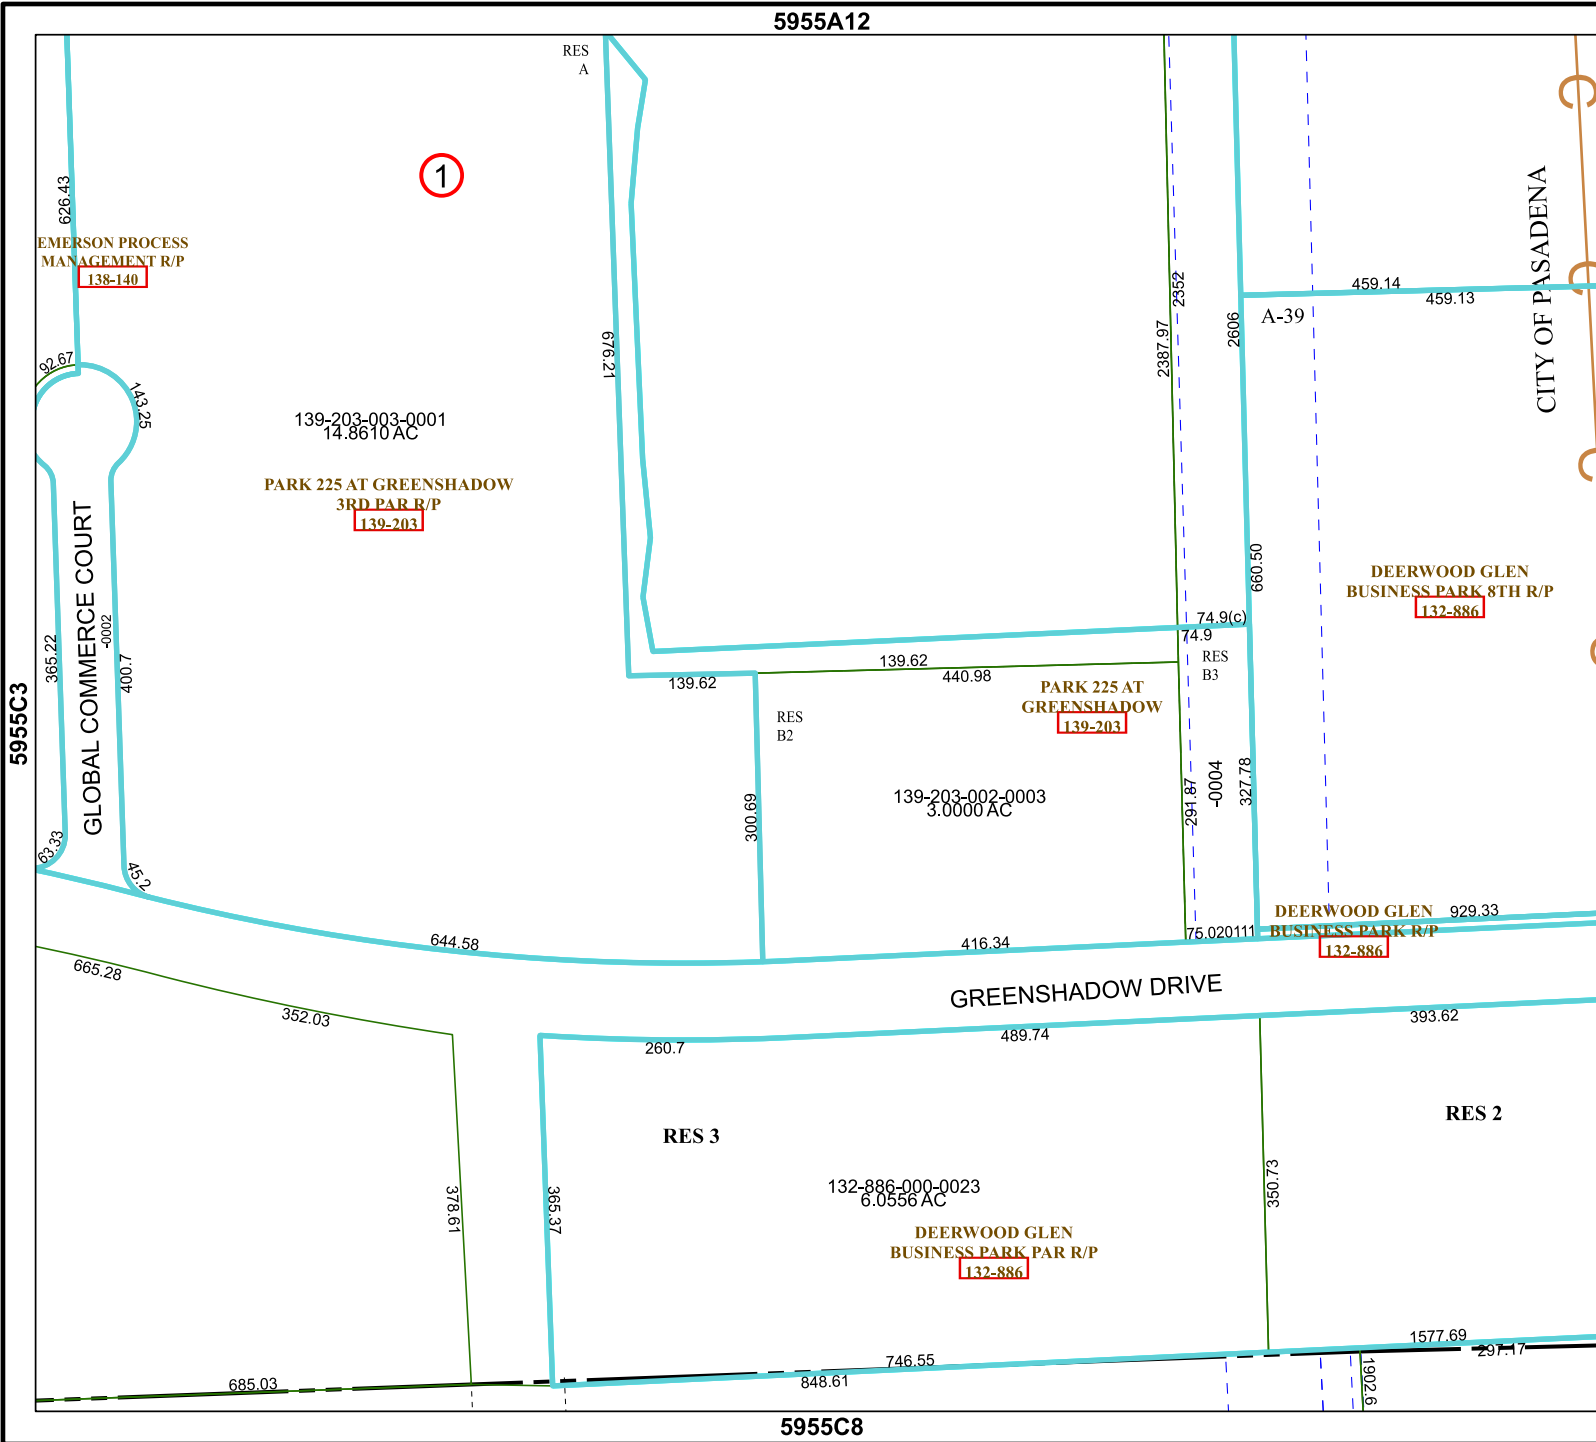 5955A12
RES
A
1
626.43
EMERSON PROCESS
MANAGEMENT R/P
138-140
92.67
143.25
676.21
2352
2387.97
2606
459.14
459.13
A-39
CITY OF PASADENA
C
C
C
139-203-003-0001
14.8610 AC
PARK 225 AT GREENSHADOW
3RD PAR R/P
139-203
GLOBAL COMMERCE COURT
-0002
365.22
400.7
5955C3
63.33
45.2
660.50
DEERWOOD GLEN
BUSINESS PARK 8TH R/P
132-886
74.9(c)
74.9
RES
B3
139.62
139.62
440.98
PARK 225 AT
GREENSHADOW
139-203
RES
B2
300.69
139-203-002-0003
3.0000 AC
291.87
-0004
327.78
644.58
416.34
75.020111
DEERWOOD GLEN
BUSINESS PARK R/P
132-886
929.33
665.28
352.03
GREENSHADOW DRIVE
260.7
489.74
393.62
RES 3
RES 2
378.61
365.37
350.73
132-886-000-0023
6.0556 AC
DEERWOOD GLEN
BUSINESS PARK PAR R/P
132-886
685.03
746.55
848.61
1577.69
297.17
1902.6
5955C8